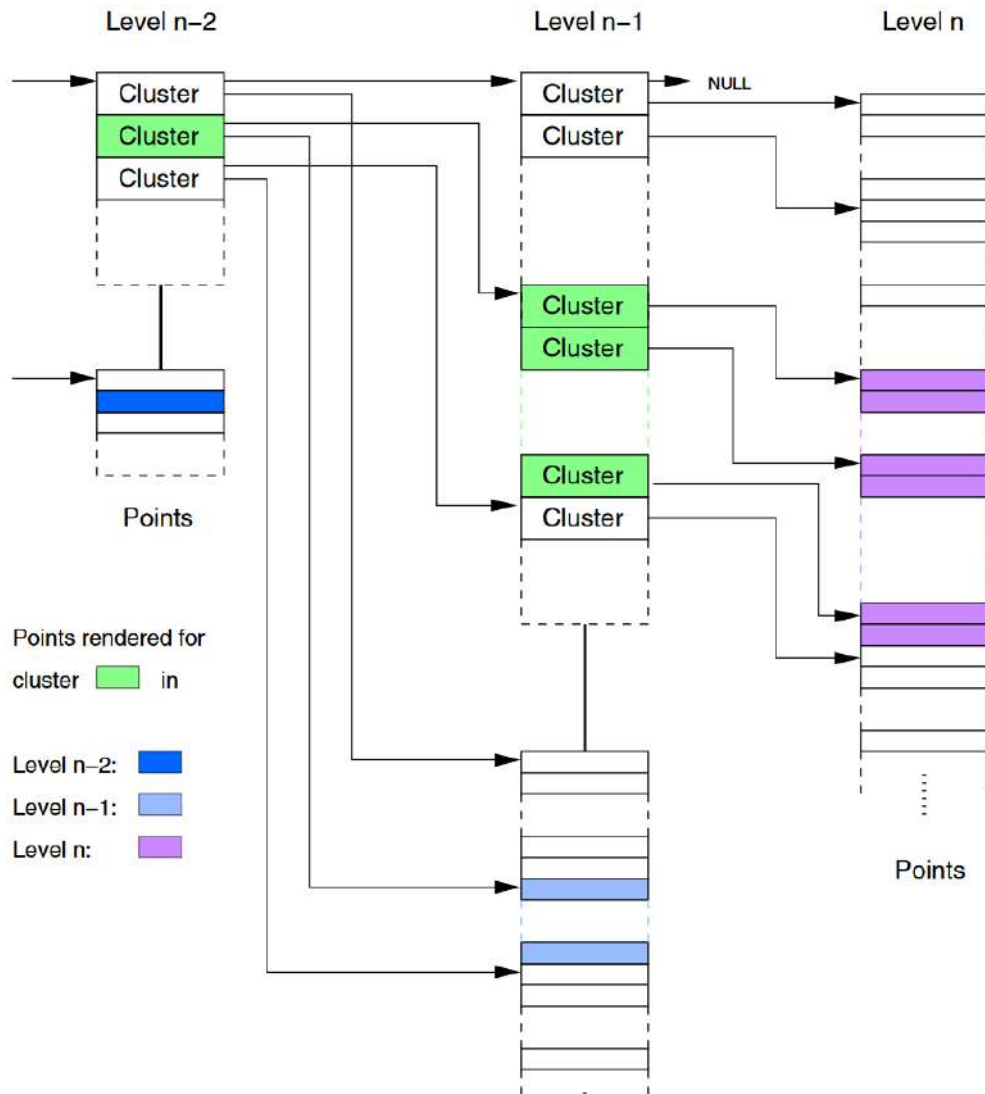 Level n−2
Level n−1
Level n
Cluster
Cluster
Cluster
Points
Cluster
NULL
Cluster
Cluster
Cluster
Cluster
Cluster
Points
Points rendered for
cluster in
Level n−2:
Level n−1:
Level n: